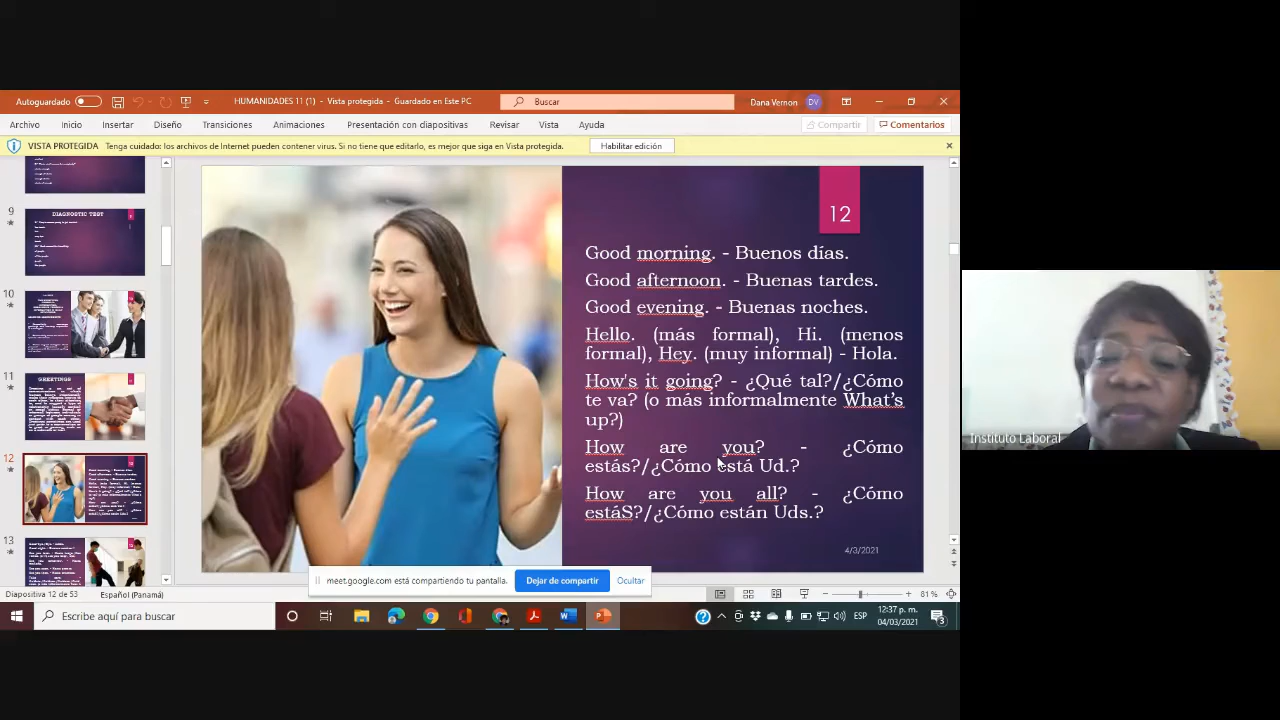 Autoguardado
HUMANIDADES 11 (1) - Vista protegida - Guardado en Este PC
Buscar
Dana Vernon DV
Archivo Inicio Insertar Diseño Transiciones Animaciones Presentación con diapositivas Revisar Vista Ayuda
Compartir Comentarios
VISTA PROTEGIDA Tenga cuidado: los archivos de Internet pueden contener virus. Si no tiene que editarlo, es mejor que siga en Vista protegida. Habilitar edición
9
DIAGNOSTIC TEST
10
11
GREETINGS
12
13
12
Good morning. - Buenos días.
Good afternoon. - Buenas tardes.
Good evening. - Buenas noches.
Hello. (más formal), Hi. (menos
formal), Hey. (muy informal) - Hola.
How's it going? - ¿Qué tal?/¿Cómo
te va? (o más informalmente What's
up?)
How are you? - ¿Cómo
estás?/¿Cómo está Ud.?
How are you all? - ¿Cómo
estáS?/¿Cómo están Uds.?
4/3/2021
Instituto Laboral
meet.google.com está compartiendo tu pantalla. Dejar de compartir Ocultar
Diapositiva 12 de 53 Español (Panamá) 81 %
Escribe aquí para buscar
ESP
12:37 p. m.
04/03/2021
3